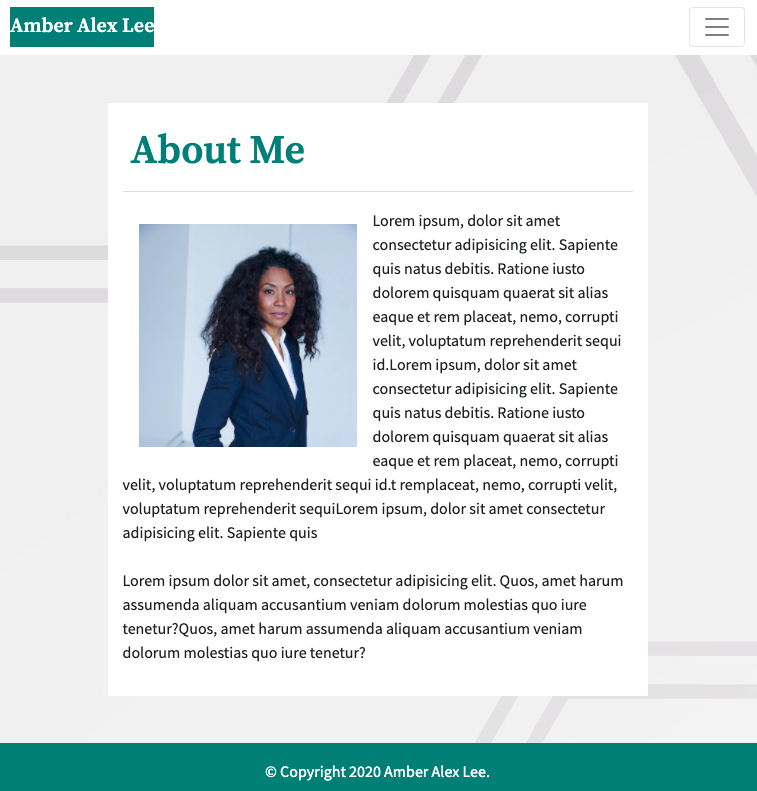 Amber Alex Lee
About Me
Lorem ipsum, dolor sit amet
consectetur adipisicing elit. Sapiente
quis natus debitis. Ratione iusto
dolorem quisquam quaerat sit alias
eaque et rem placeat, nemo, corrupti
velit, voluptatum reprehenderit sequi
id.Lorem ipsum, dolor sit amet
consectetur adipisicing elit. Sapiente
quis natus debitis. Ratione iusto
dolorem quisquam quaerat sit alias
eaque et rem placeat, nemo, corrupti
velit, voluptatum reprehenderit sequi id.t remplaceat, nemo, corrupti velit,
voluptatum reprehenderit sequiLorem ipsum, dolor sit amet consectetur
adipisicing elit. Sapiente quis
Lorem ipsum dolor sit amet, consectetur adipisicing elit. Quos, amet harum
assumenda aliquam accusantium veniam dolorum molestias quo iure
tenetur?Quos, amet harum assumenda aliquam accusantium veniam
dolorum molestias quo iure tenetur?
© Copyright 2020 Amber Alex Lee.